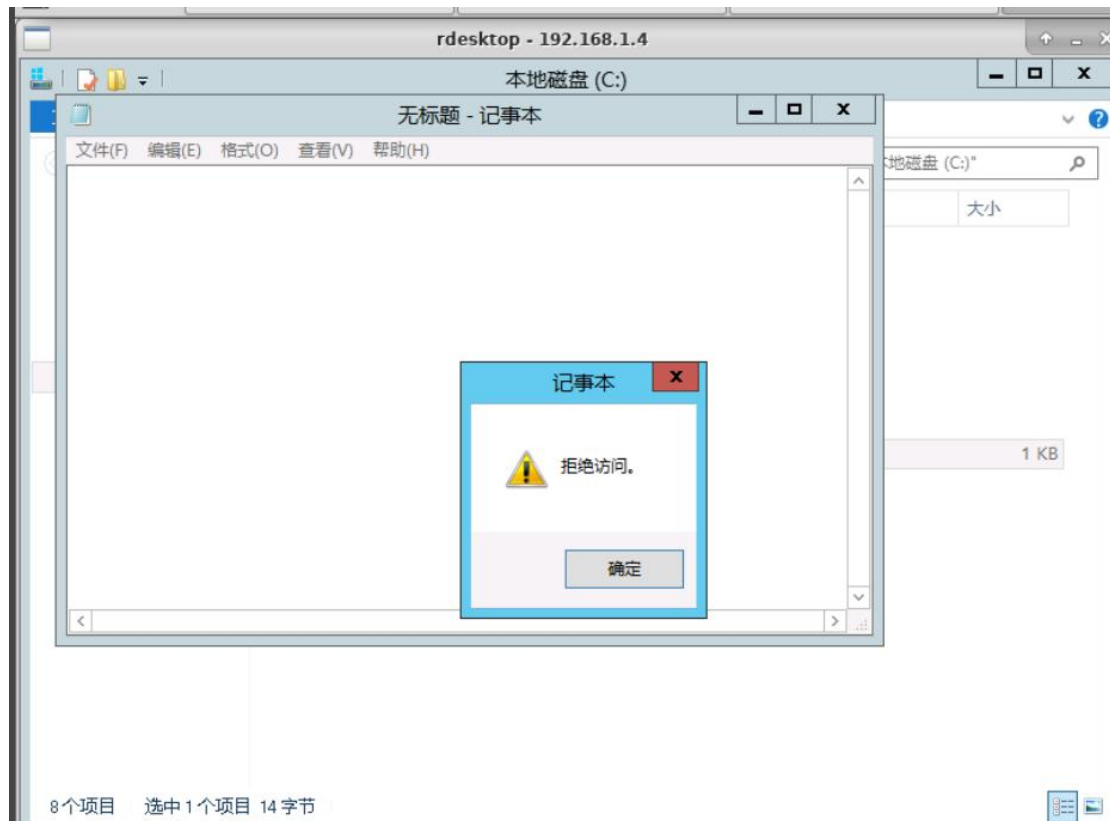 rdesktop - 192.168.1.4
本地磁盘 (C:)
无标题 - 记事本
文件(F) 编辑(E) 格式(O) 查看(V) 帮助(H)
地磁盘 (C:)"
大小
记事本
拒绝访问。
1 KB
确定
8个项目 选中1个项目 14字节